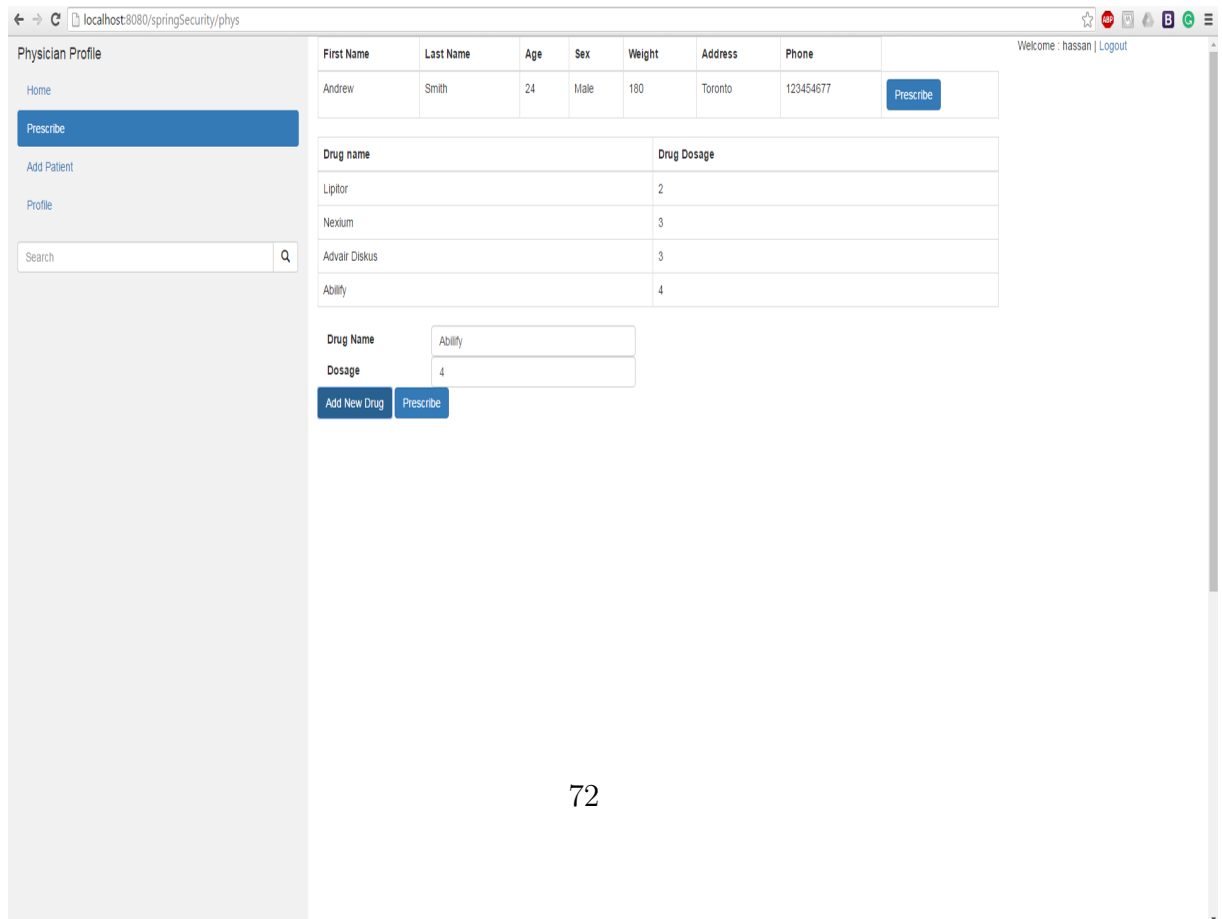 localhost:8080/springSecurity/phys
ABP
B
G
Physician Profile
Home
Prescribe
Add Patient
Profile
Search
Welcome : hassan | Logout
First Name Last Name Age Sex Weight Address Phone
Andrew Smith 24 Male 180 Toronto 123454677 Prescribe
Drug name Drug Dosage
Lipitor 2
Nexium 3
Advair Diskus 3
Abilify 4
Drug Name Abilify
Dosage 4
Add New Drug Prescribe
72